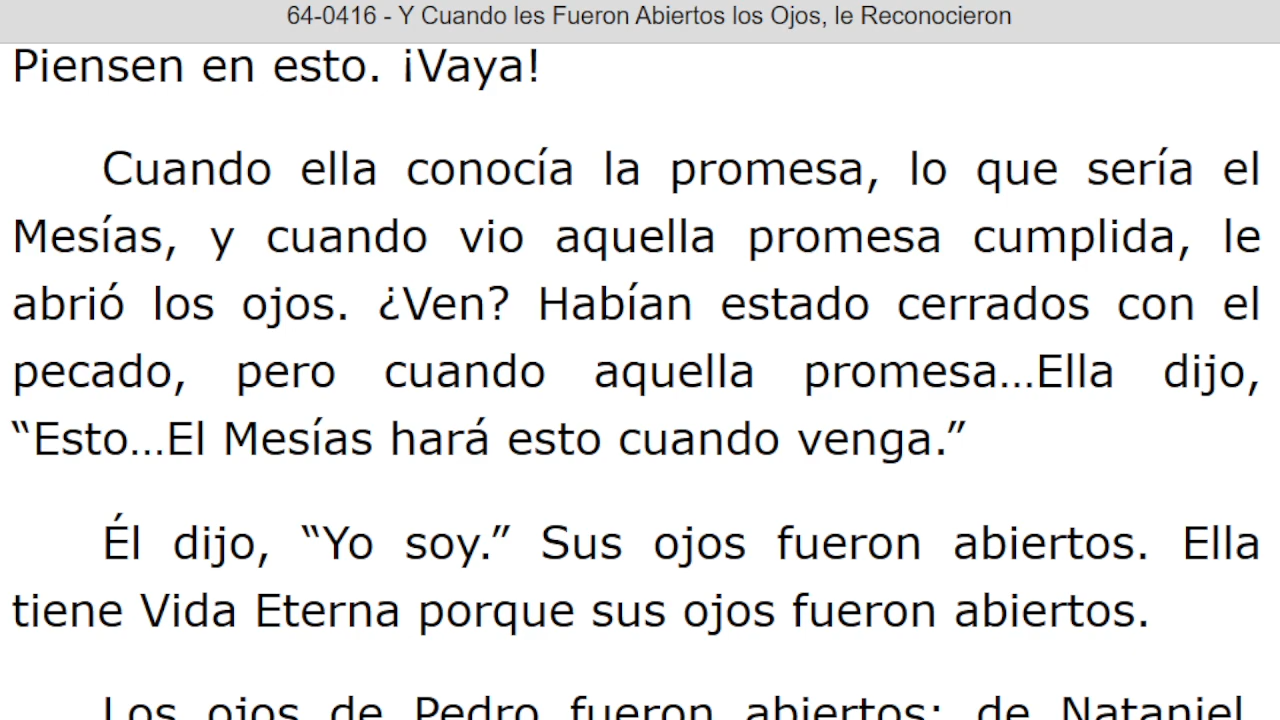 64-0416 - Y Cuando les Fueron Abiertos los Ojos, le Reconocieron
Piensen en esto. ¡Vaya!
Cuando ella conocía la promesa, lo que sería el
Mesías, y cuando vio aquella promesa cumplida, le
abrió los ojos. ¿Ven? Habían estado cerrados con el
pecado, pero cuando aquella promesa…Ella dijo,
“Esto…El Mesías hará esto cuando venga.”
Él dijo, “Yo soy.” Sus ojos fueron abiertos. Ella
tiene Vida Eterna porque sus ojos fueron abiertos.
Los ojos de Pedro fueron abiertos; de Nataniel,